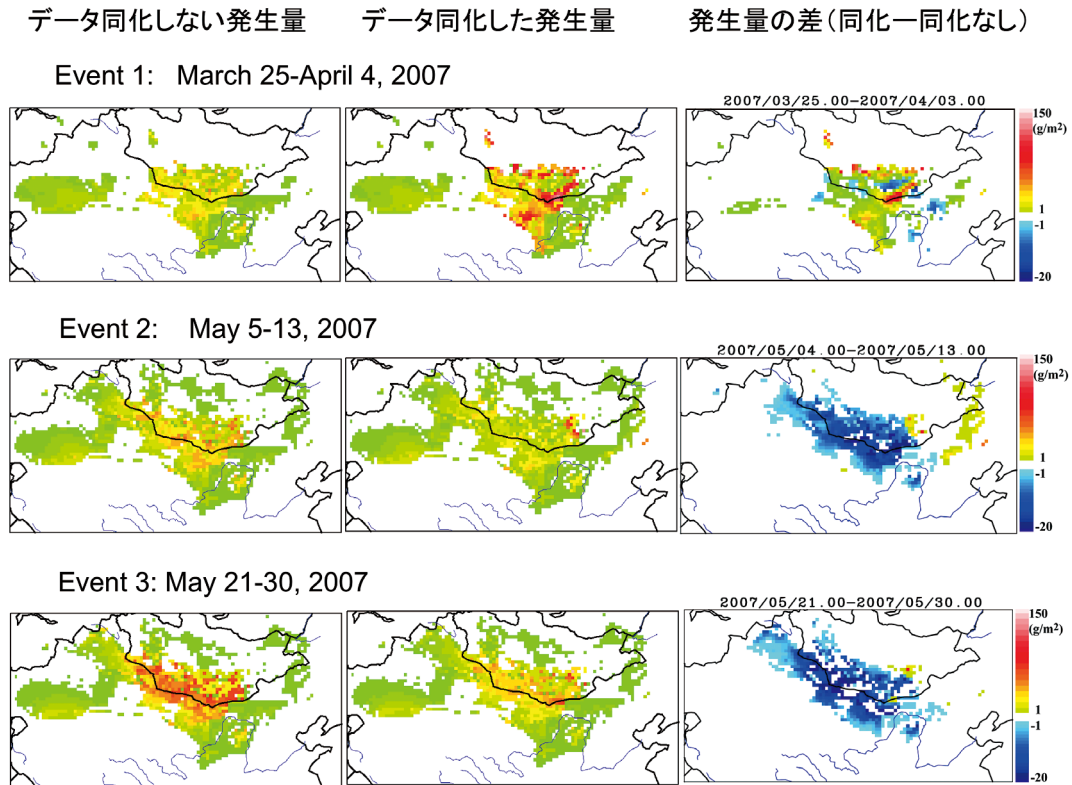 データ同化しない発生量
データ同化した発生量
発生量の差(同化ー同化なし)
Event 1: March 25-April 4, 2007
2007/03/25.00-2007/04/03.00
150
(g/m²)
1
-1
-20
Event 2: May 5-13, 2007
2007/05/04.00-2007/05/13.00
150
(g/m²)
1
-1
-20
Event 3: May 21-30, 2007
2007/05/21.00-2007/05/30.00
150
(g/m²)
1
-1
-20